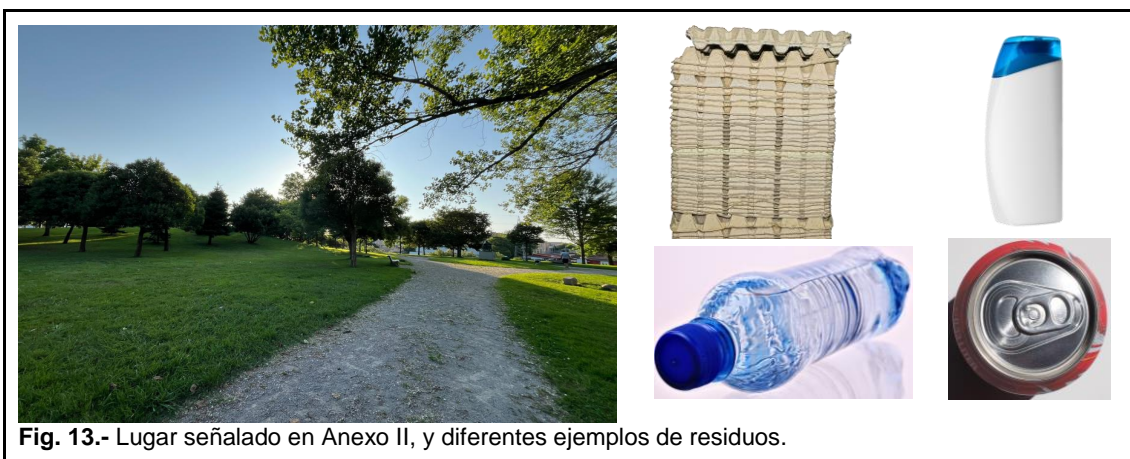 Fig. 13.- Lugar señalado en Anexo II, y diferentes ejemplos de residuos.